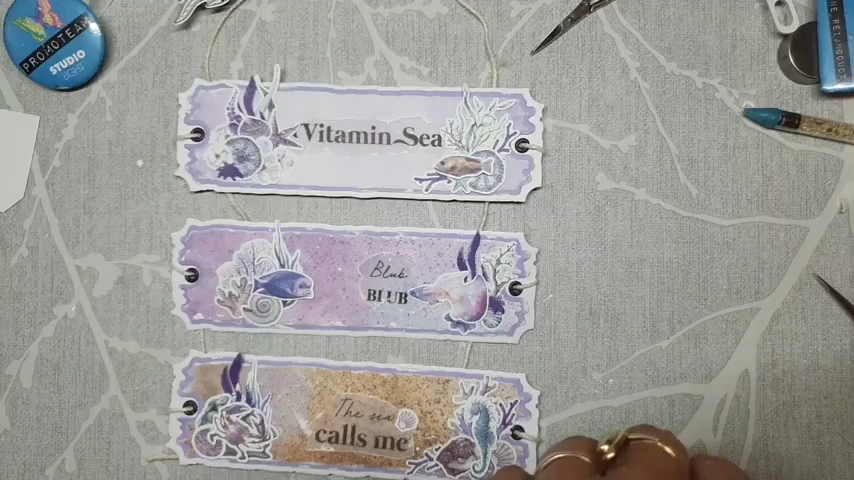 PROMOTEAM
STUDIO
LIGHT
Vitamin Sea
Blub
BLUB
The sea
calls me